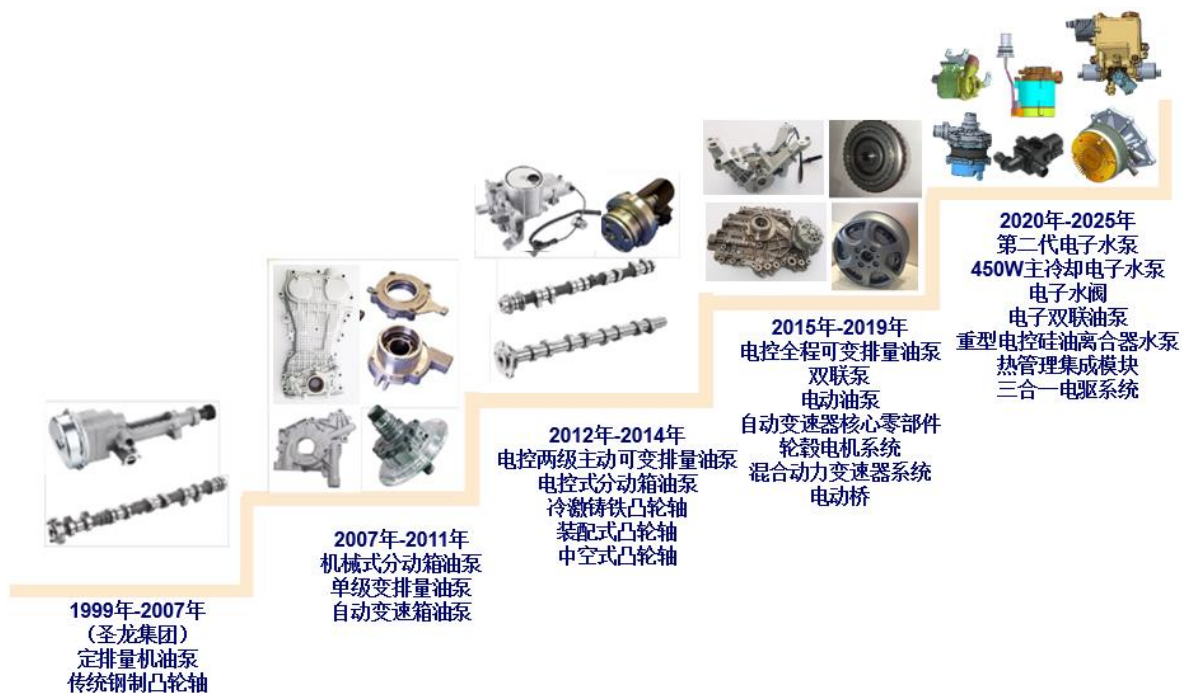 1999年-2007年
（圣龙集团）
定排量机油泵
传统钢制凸轮轴
2007年-2011年
机械式分动箱油泵
单级变排量油泵
自动变速箱油泵
2012年-2014年
电控两级主动可变排量油泵
电控式分动箱油泵
冷激铸铁凸轮轴
装配式凸轮轴
中空式凸轮轴
2015年-2019年
电控全程可变排量油泵
双联泵
电动油泵
自动变速器核心零部件
轮毂电机系统
混合动力变速器系统
电动桥
2020年-2025年
第二代电子水泵
450W主冷却电子水泵
电子水阀
电子双联油泵
重型电控硅油离合器水泵
热管理集成模块
三合一电驱系统